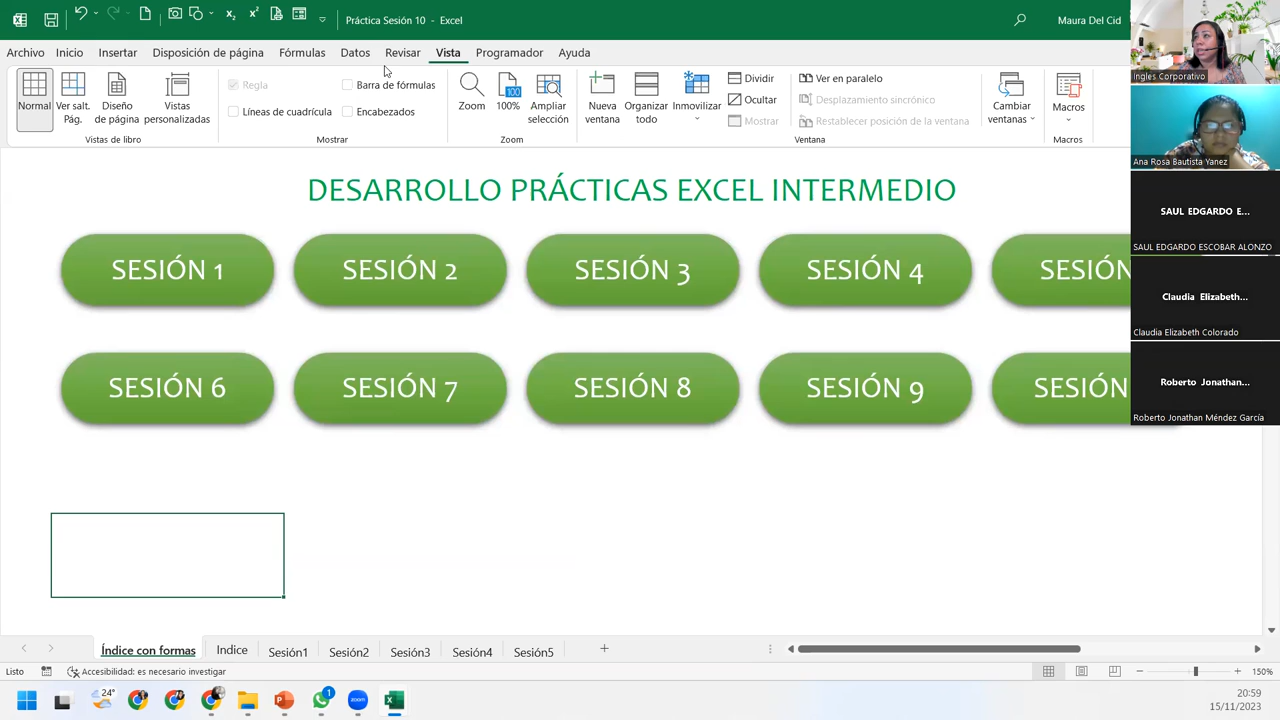 Práctica Sesión 10 - Excel
Maura Del Cid
Archivo Inicio Insertar Disposición de página Fórmulas Datos Revisar Vista Programador Ayuda
Normal
Ver salt. Pág.
Diseño de página
Vistas personalizadas
Vistas de libro
Regla
Barra de fórmulas
Líneas de cuadrícula
Encabezados
Mostrar
Zoom
100
100%
Ampliar selección
Zoom
Nueva ventana
Organizar todo
Inmovilizar
Dividir
Ocultar
Mostrar
Ver en paralelo
Desplazamiento sincrónico
Restablecer posición de la ventana
Ventana
Cambiar ventanas
Macros
Macros
DESARROLLO PRÁCTICAS EXCEL INTERMEDIO
SESIÓN 1 SESIÓN 2 SESIÓN 3 SESIÓN 4 SESIÓN
SESIÓN 6 SESIÓN 7 SESIÓN 8 SESIÓN 9 SESIÓN
Ingles Corporativo
Ana Rosa Bautista Yanez
SAUL EDGARDO E...
SAUL EDGARDO ESCOBAR ALONZO
Claudia Elizabeth...
Claudia Elizabeth Colorado
Roberto Jonathan...
Roberto Jonathan Méndez García
Índice con formas Indice Sesión1 Sesión2 Sesión3 Sesión4 Sesión5
Listo Accesibilidad: es necesario investigar 150%
24° zoom 1
20:59
15/11/2023